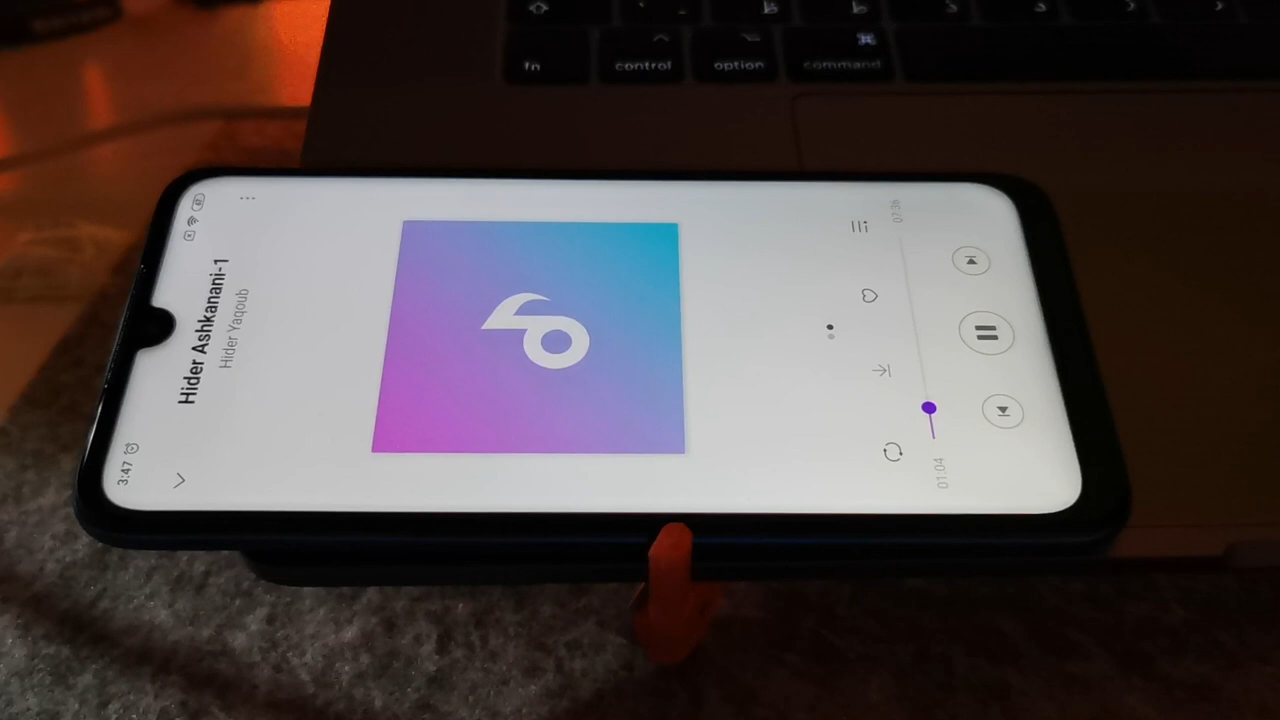 fn
control
option
command
3:47
Hider Ashkanani-1
Hider Yaqoub
01:04
07:36